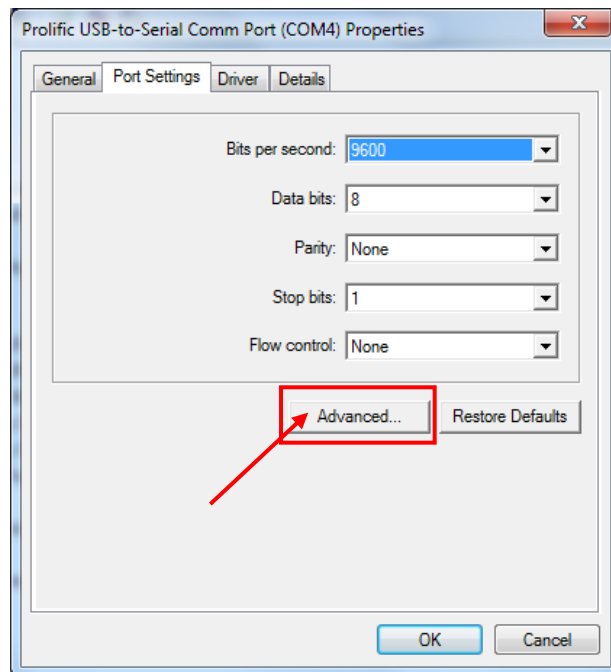 Prolific USB-to-Serial Comm Port (COM4) Properties
General Port Settings Driver Details
Bits per second: 9600
Data bits: 8
Parity: None
Stop bits: 1
Flow control: None
Advanced... Restore Defaults
OK Cancel